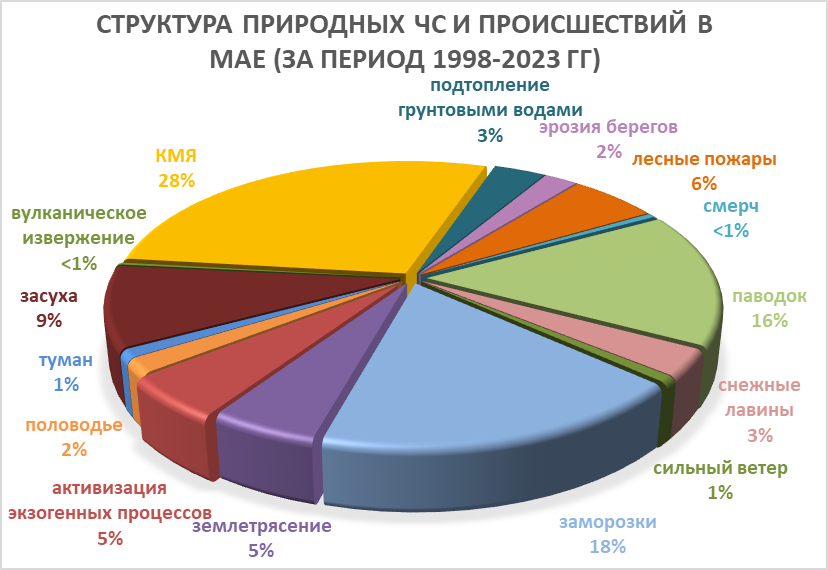 СТРУКТУРА ПРИРОДНЫХ ЧС И ПРОИСШЕСТВИЙ В
МАЕ (ЗА ПЕРИОД 1998-2023 ГГ)
подтопление
грунтовыми водами
3%
эрозия берегов
2%
лесные пожары
6%
смерч
<1%
паводок
16%
снежные
лавины
3%
сильный ветер
1%
заморозки
18%
землетрясение
5%
активизация
экзогенных процессов
5%
половодье
2%
туман
1%
засуха
9%
вулканическое
извержение
<1%
КМЯ
28%